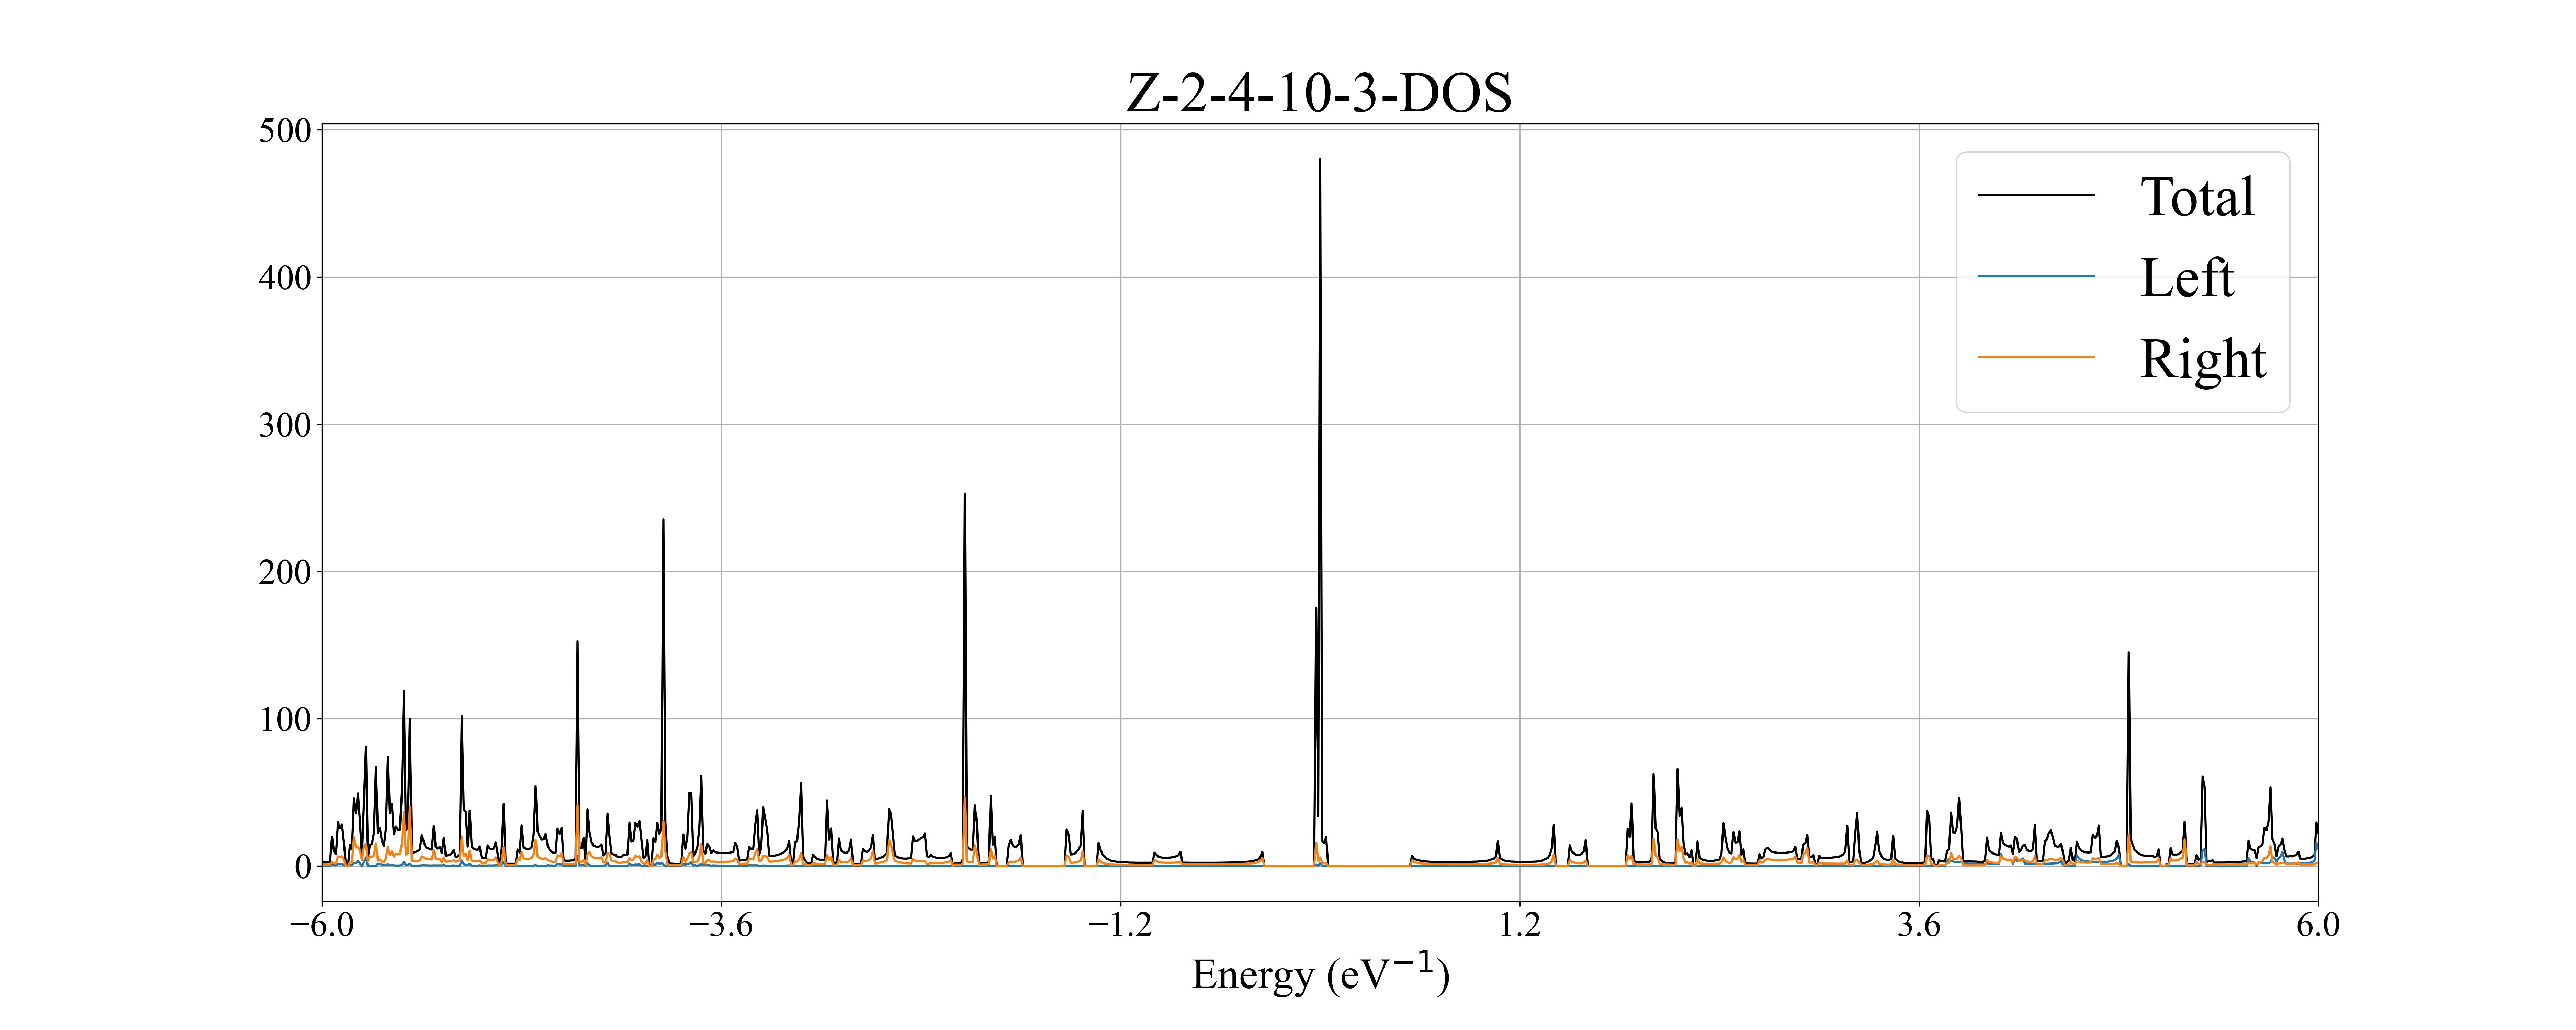 Z-2-4-10-3-DOS
500
400
300
200
100
0
Total
Left
Right
−6.0 −3.6 −1.2 1.2 3.6 6.0
Energy (eV⁻¹)